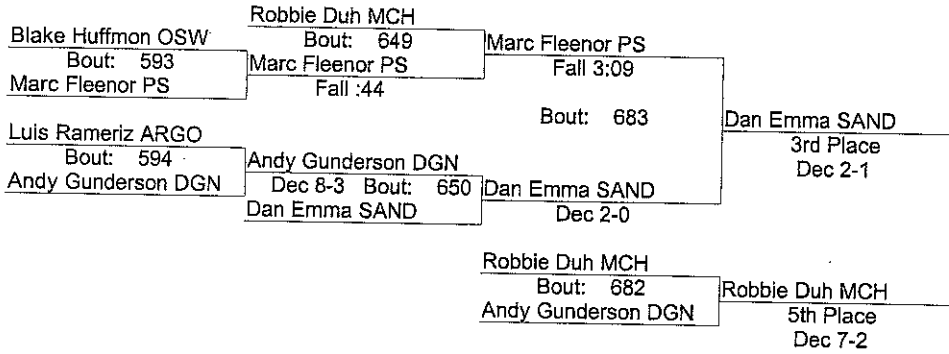 Robbie Duh MCH
Blake Huffmon OSW
Bout: 649
Marc Fleenor PS
Bout: 593
Marc Fleenor PS
Fall 3:09
Marc Fleenor PS
Fall :44
Bout: 683
Dan Emma SAND
3rd Place
Dec 2-1
Luis Rameriz ARGO
Bout: 594
Andy Gunderson DGN
Andy Gunderson DGN
Dec 8-3 Bout: 650
Dan Emma SAND
Dan Emma SAND
Dec 2-0
Robbie Duh MCH
Bout: 682
Robbie Duh MCH
Andy Gunderson DGN
5th Place
Dec 7-2